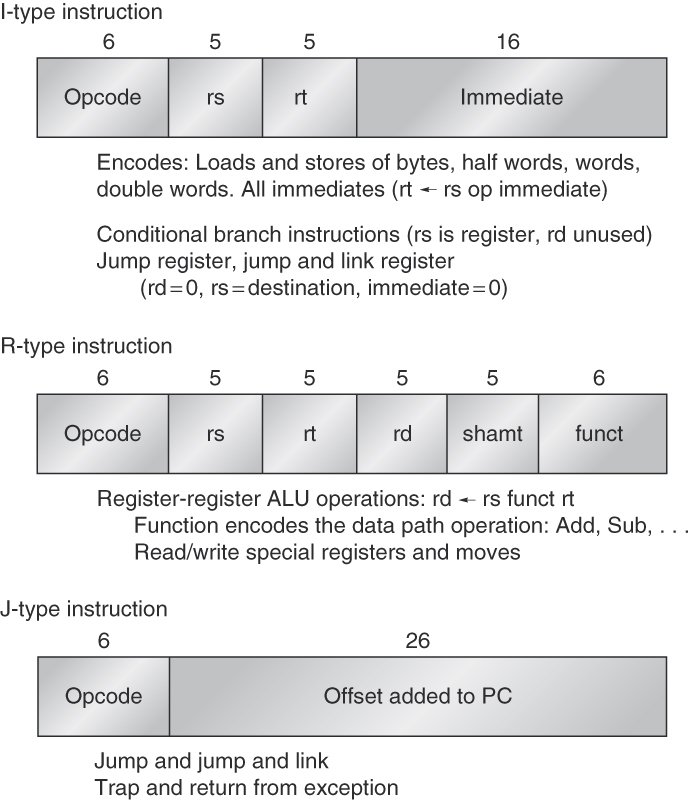 I-type instruction
6 5 5 16
Opcode rs rt Immediate
Encodes: Loads and stores of bytes, half words, words,
double words. All immediates (rt ← rs op immediate)
Conditional branch instructions (rs is register, rd unused)
Jump register, jump and link register
(rd=0, rs=destination, immediate=0)
R-type instruction
6 5 5 5 5 6
Opcode rs rt rd shamt funct
Register-register ALU operations: rd ← rs funct rt
Function encodes the data path operation: Add, Sub, . . .
Read/write special registers and moves
J-type instruction
6 26
Opcode Offset added to PC
Jump and jump and link
Trap and return from exception